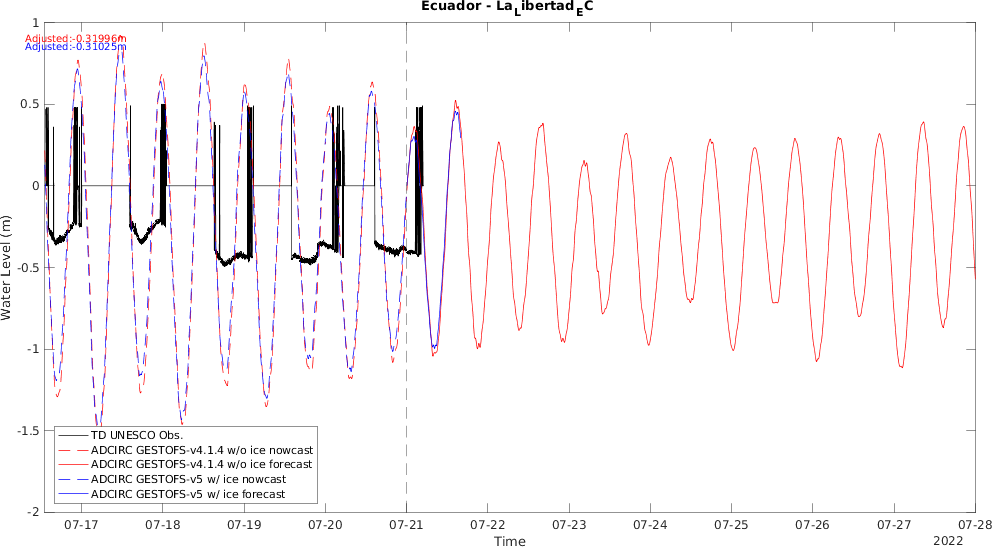 Ecuador - LaLibertadEC
Adjusted:-0.31996m
Adjusted:-0.31025m
1
0.5
0
-0.5
-1
-1.5
-2
Water Level (m)
TD UNESCO Obs.
ADCIRC GESTOFS-v4.1.4 w/o ice nowcast
ADCIRC GESTOFS-v4.1.4 w/o ice forecast
ADCIRC GESTOFS-v5 w/ ice nowcast
ADCIRC GESTOFS-v5 w/ ice forecast
07-17 07-18 07-19 07-20 07-21 07-22 07-23 07-24 07-25 07-26 07-27 07-28
Time
2022